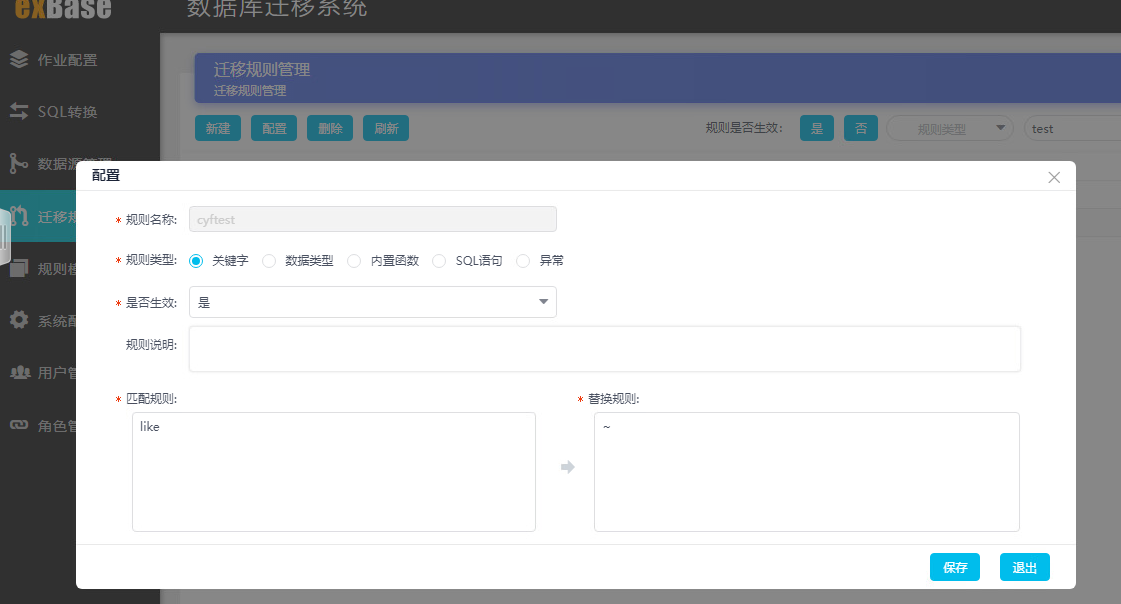 exBase
数据库迁移系统
作业配置
SQL转换
数据源管理
迁移规
规则
系统配
用户管
角色管
迁移规则管理
迁移规则管理
新建 配置 删除 刷新 规则是否生效: 是 否 规则类型 test
配置
* 规则名称: cyftest
* 规则类型: 关键字 数据类型 内置函数 SQL语句 异常
* 是否生效: 是
规则说明:
* 匹配规则: * 替换规则:
like ~
保存 退出